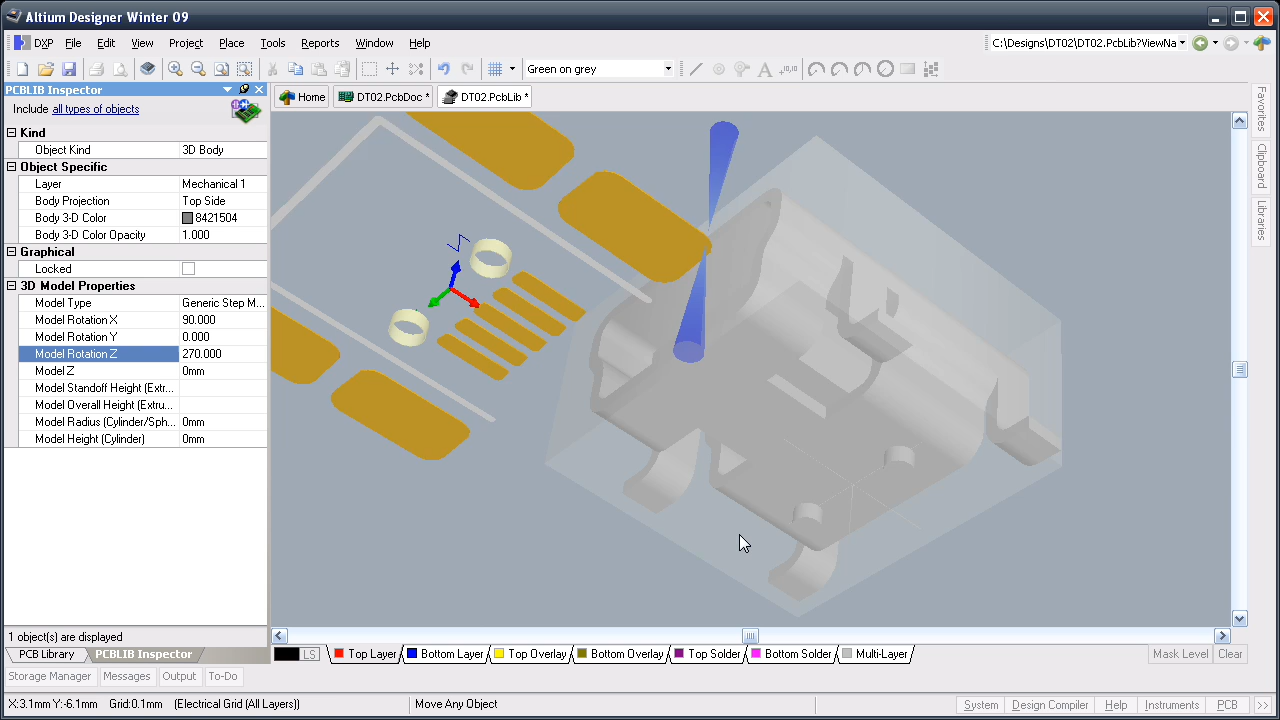 Altium Designer Winter 09
DXP File Edit View Project Place Tools Reports Window Help
C:\Designs\DT02\DT02.PcbLib?ViewNa
Green on grey
PCBLIB Inspector
Include all types of objects
Home DT02.PcbDoc * DT02.PcbLib *
Kind
Object Kind 3D Body
Object Specific
Layer Mechanical 1
Body Projection Top Side
Body 3-D Color 8421504
Body 3-D Color Opacity 1.000
Graphical
Locked
3D Model Properties
Model Type Generic Step M...
Model Rotation X 90.000
Model Rotation Y 0.000
Model Rotation Z 270.000
Model Z 0mm
Model Standoff Height (Extr...
Model Overall Height (Extru...
Model Radius (Cylinder/Sph... 0mm
Model Height (Cylinder) 0mm
Favorites
Clipboard
Libraries
1 object(s) are displayed
PCB Library PCBLIB Inspector
LS Top Layer Bottom Layer Top Overlay Bottom Overlay Top Solder Bottom Solder Multi-Layer Mask Level Clear
Storage Manager Messages Output To-Do
X:3.1mm Y:-6.1mm Grid:0.1mm (Electrical Grid (All Layers)) Move Any Object System Design Compiler Help Instruments PCB >>